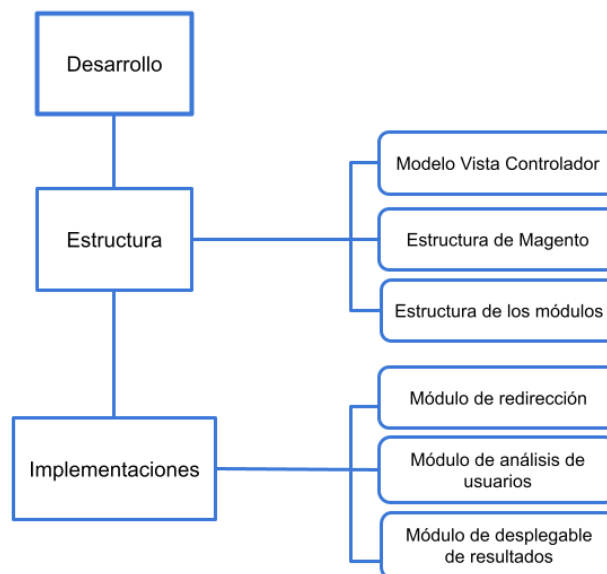 Desarrollo
Modelo Vista Controlador
Estructura
Estructura de Magento
Estructura de los módulos
Módulo de redirección
Implementaciones
Módulo de análisis de
usuarios
Módulo de desplegable
de resultados